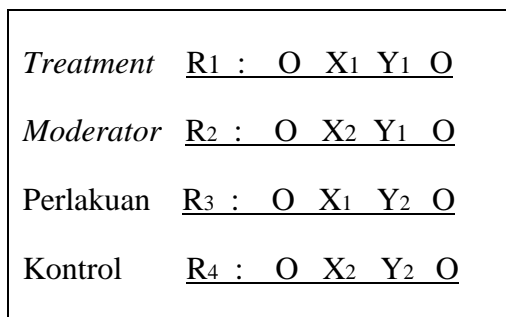 Treatment R1 : O X1 Y1 O
Moderator R2 : O X2 Y1 O
Perlakuan R3 : O X1 Y2 O
Kontrol R4 : O X2 Y2 O